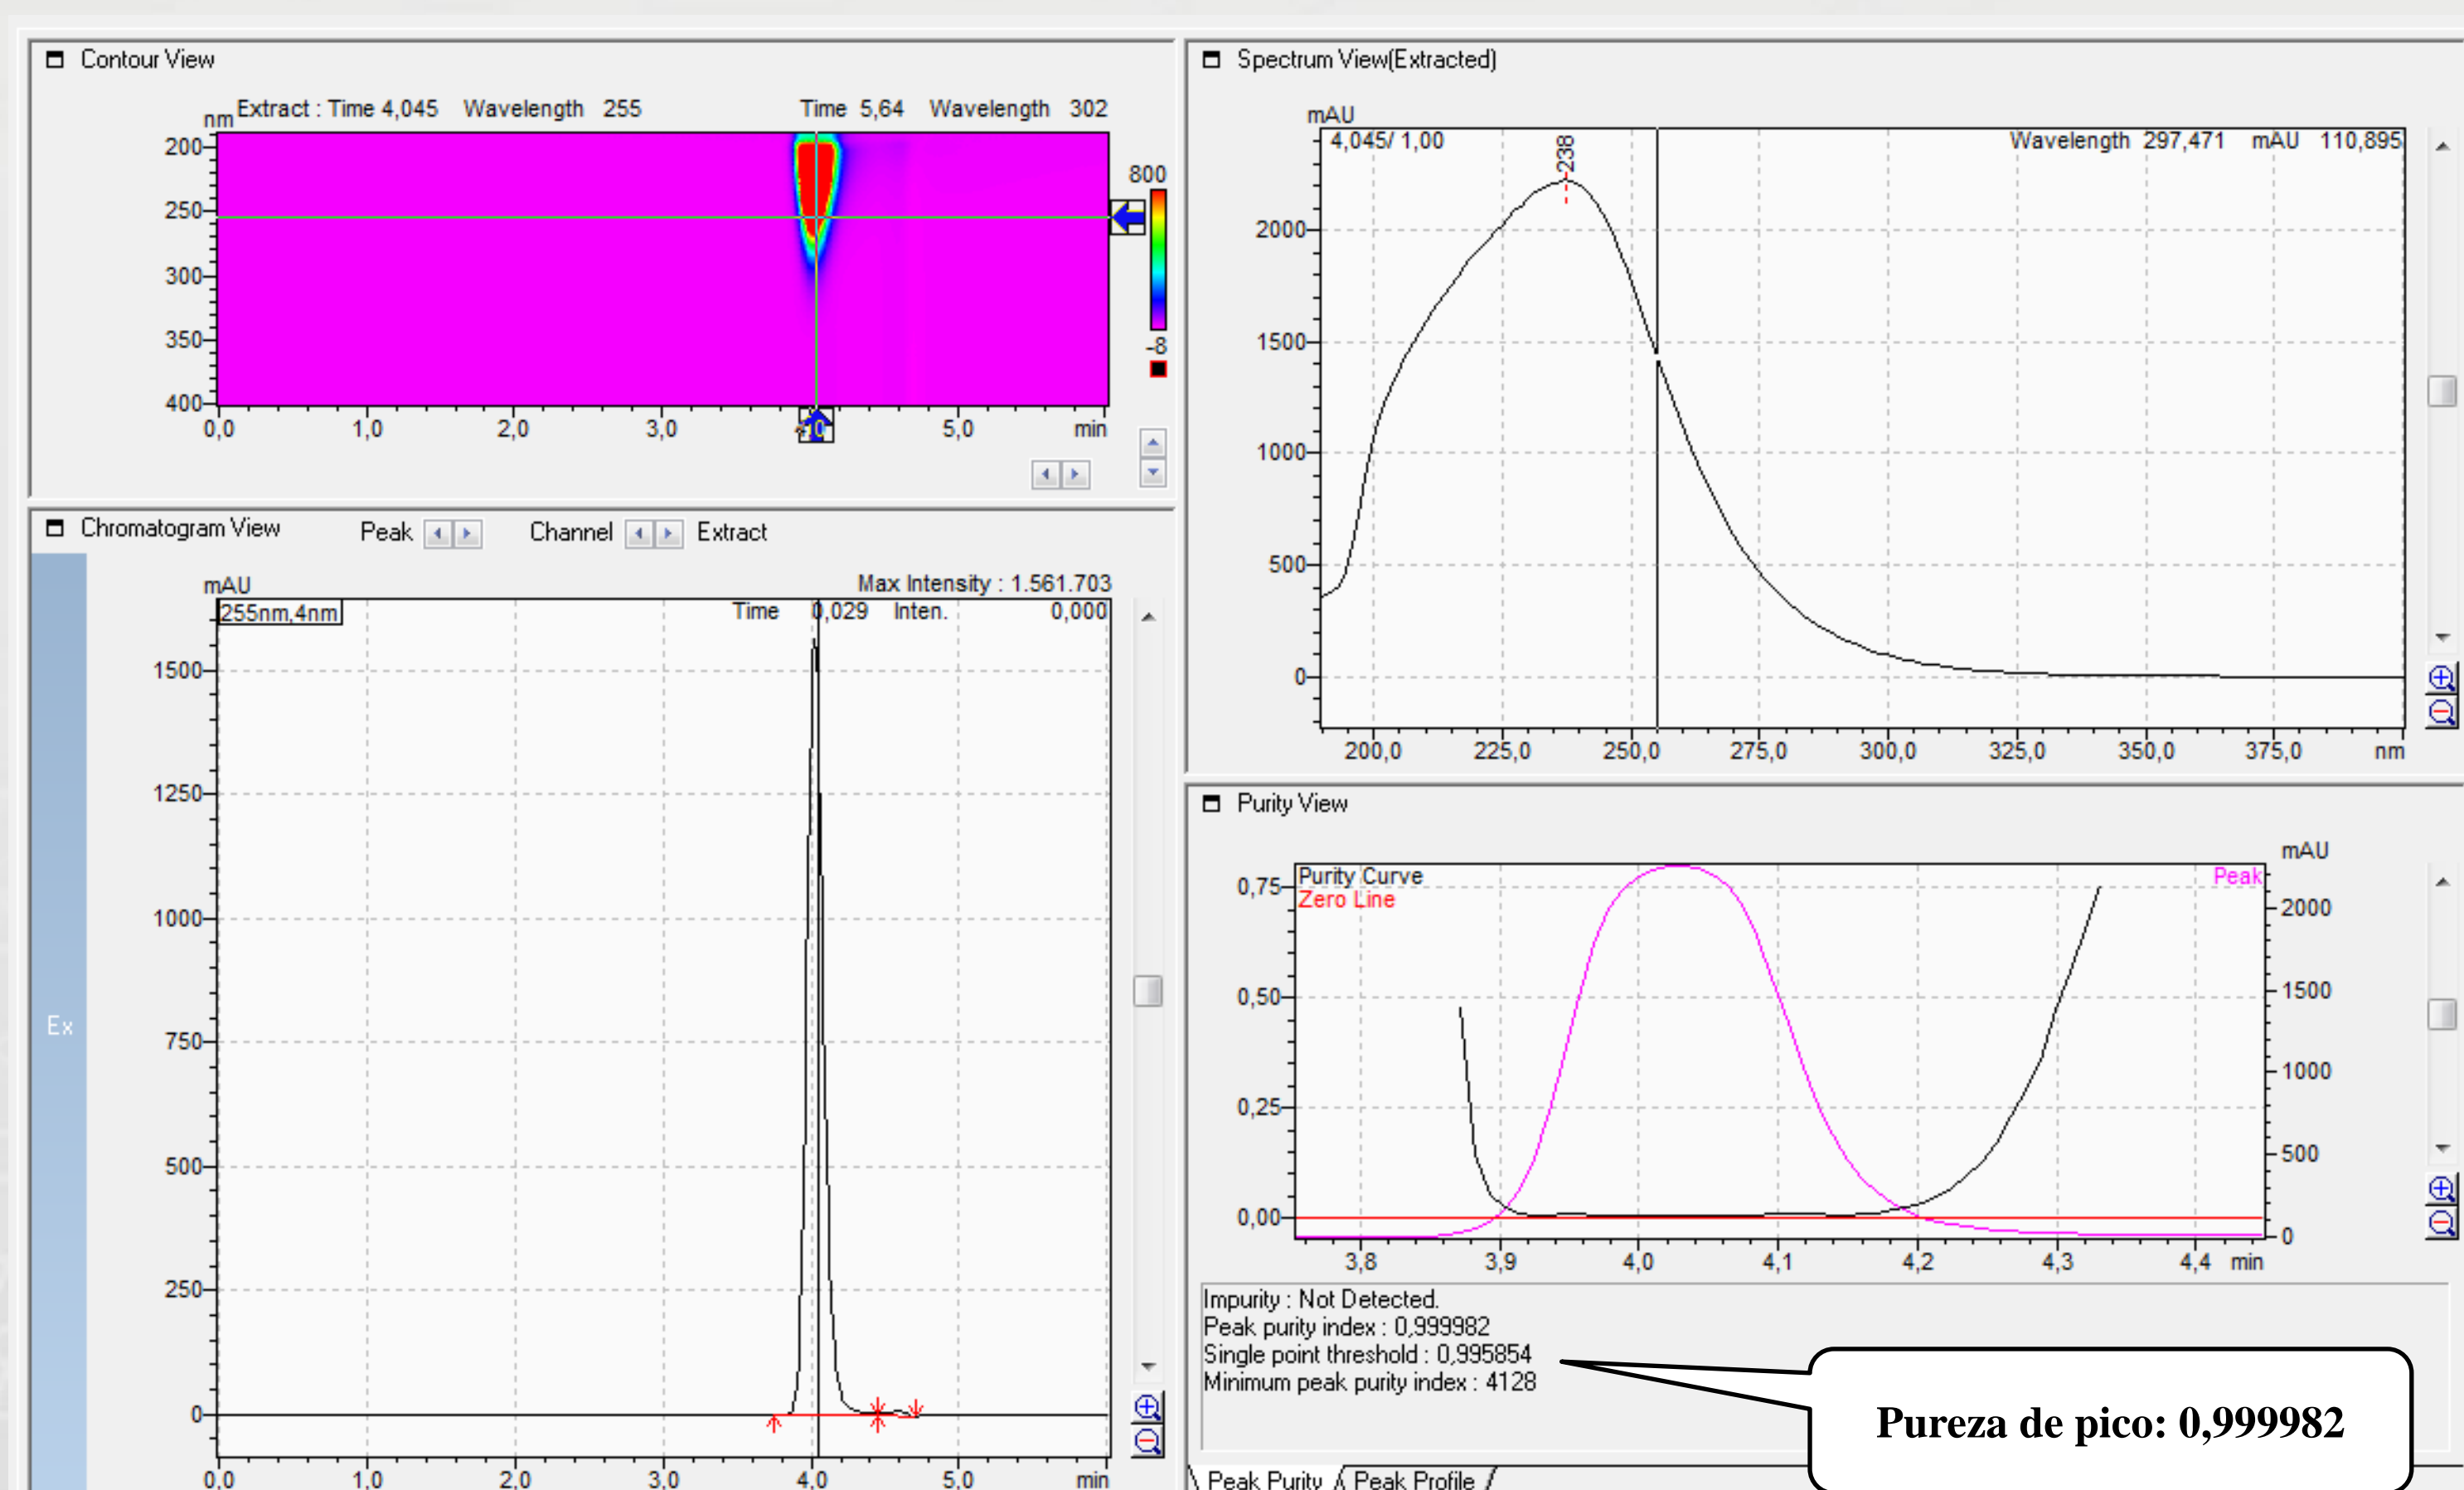 Contour View
nm Extract : Time 4,045 Wavelength 255 Time 5,64 Wavelength 302
200
250
300
350
400
800
-8
0,0 1,0 2,0 3,0 4,0 5,0 min
Chromatogram View Peak Channel Extract
Ex
mAU Max Intensity : 1.561.703
255nm,4nm Time 0,029 Inten. 0,000
1500
1250
1000
750
500
250
0
0,0 1,0 2,0 3,0 4,0 5,0 min
Spectrum View(Extracted)
mAU
4,045/ 1,00 Wavelength 297,471 mAU 110,895
238
2000
1500
1000
500
0
200,0 225,0 250,0 275,0 300,0 325,0 350,0 375,0 nm
Purity View
mAU
Purity Curve Peak
Zero Line
0,75
0,50
0,25
0,00
2000
1500
1000
500
0
3,8 3,9 4,0 4,1 4,2 4,3 4,4 min
Impurity : Not Detected.
Peak purity index : 0,999982
Single point threshold : 0,995854
Minimum peak purity index : 4128
Pureza de pico: 0,999982
Peak Purity Peak Profile